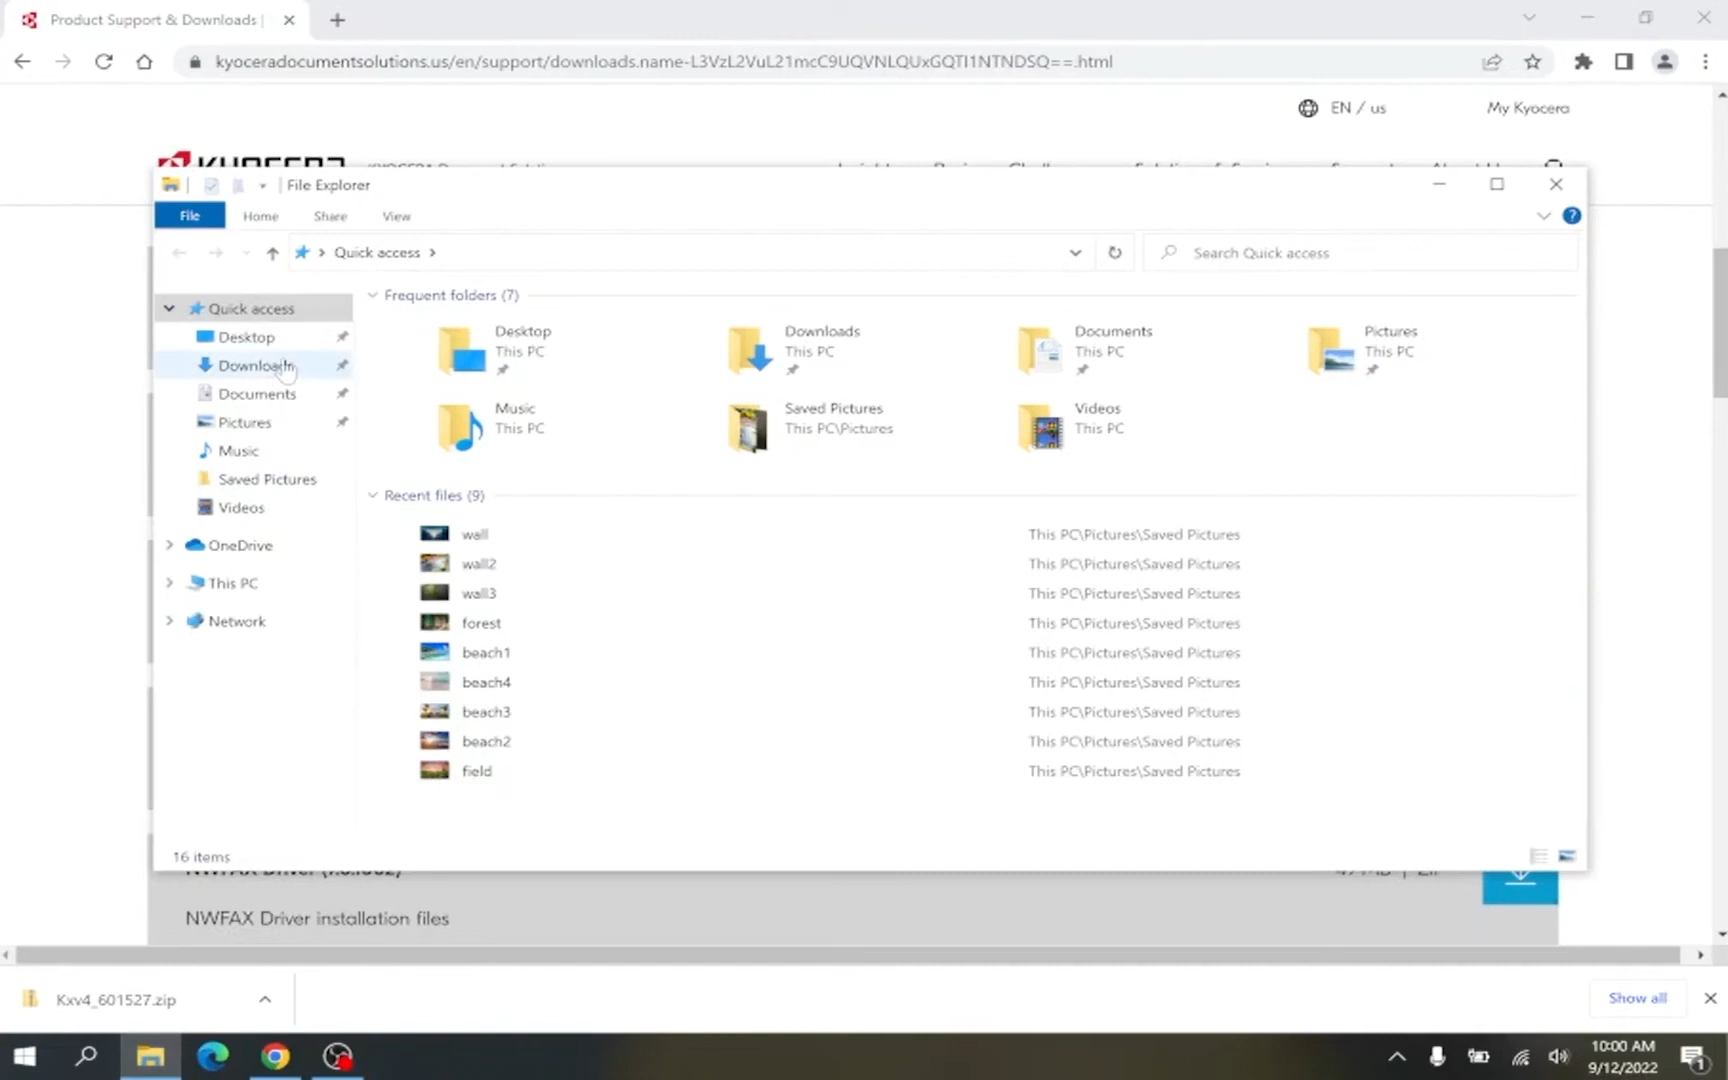 Product Support & Downloads |
kyoceradocumentsolutions.us/en/support/downloads.name-L3VzL2VuL21mcC9UQVNLQUxGQTI1NTNDSQ==.html
EN / us
My Kyocera
KYOCERA
File Explorer
File Home Share View
Quick access
Search Quick access
Quick access
Desktop
Downloads
Documents
Pictures
Music
Saved Pictures
Videos
OneDrive
This PC
Network
Frequent folders (7)
Desktop
This PC
Downloads
This PC
Documents
This PC
Pictures
This PC
Music
This PC
Saved Pictures
This PC\Pictures
Videos
This PC
Recent files (9)
wall This PC\Pictures\Saved Pictures
wall2 This PC\Pictures\Saved Pictures
wall3 This PC\Pictures\Saved Pictures
forest This PC\Pictures\Saved Pictures
beach1 This PC\Pictures\Saved Pictures
beach4 This PC\Pictures\Saved Pictures
beach3 This PC\Pictures\Saved Pictures
beach2 This PC\Pictures\Saved Pictures
field This PC\Pictures\Saved Pictures
16 items
NWFAX Driver
NWFAX Driver installation files
Kxv4_601527.zip
Show all
10:00 AM
9/12/2022
1